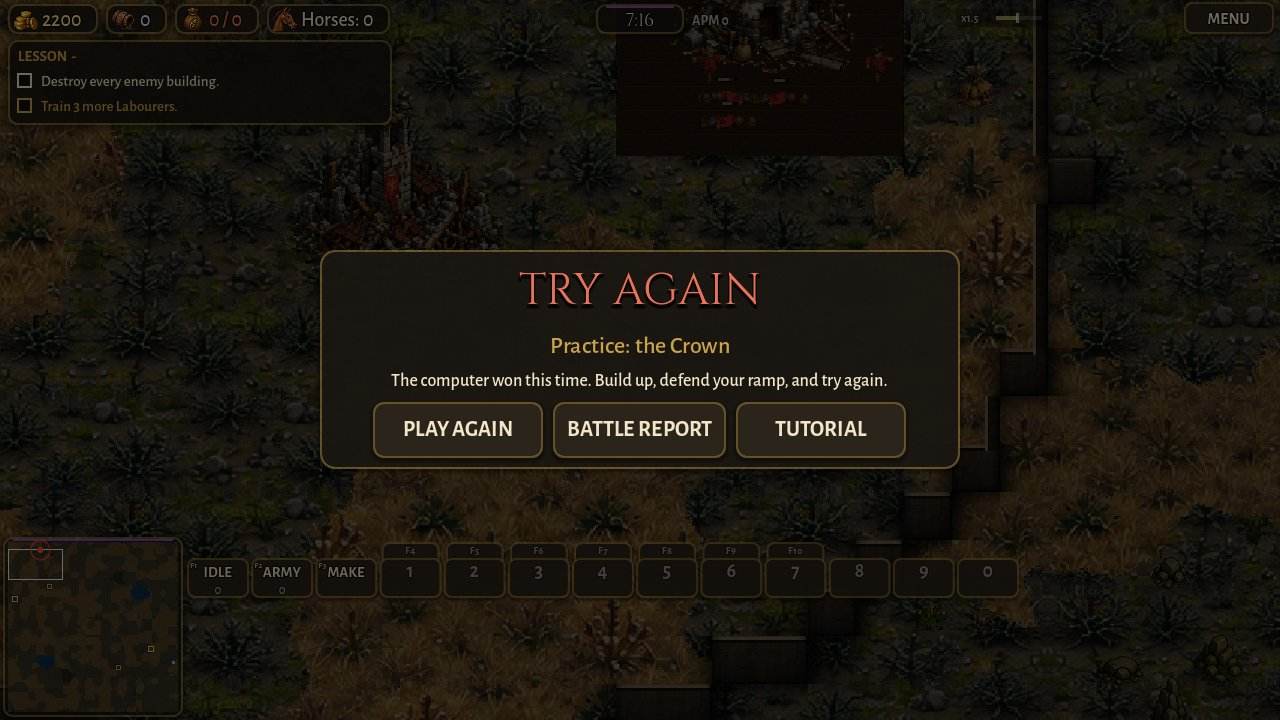 2200
0
0 / 0
Horses: 0
7:16
APM 0
x1.5
MENU
LESSON -
Destroy every enemy building.
Train 3 more Labourers.
TRY AGAIN
Practice: the Crown
The computer won this time. Build up, defend your ramp, and try again.
PLAY AGAIN
BATTLE REPORT
TUTORIAL
F4 F5 F6 F7 F8 F9 F10
F1 IDLE F2 ARMY F3 MAKE 1 2 3 4 5 6 7 8 9 0
0 0